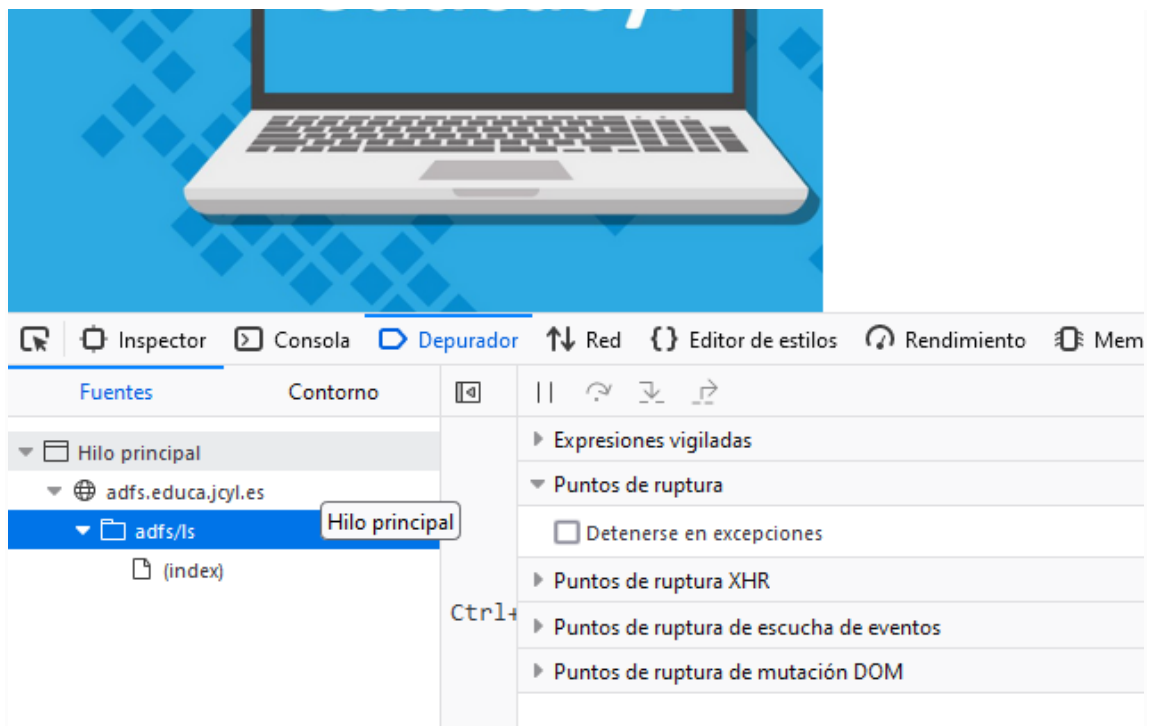 Inspector Consola Depurador Red Editor de estilos Rendimiento Mem
Fuentes Contorno
Hilo principal
adfs.educa.jcyl.es
adfs/ls
Hilo principal
(index)
Ctrl+
Expresiones vigiladas
Puntos de ruptura
Detenerse en excepciones
Puntos de ruptura XHR
Puntos de ruptura de escucha de eventos
Puntos de ruptura de mutación DOM